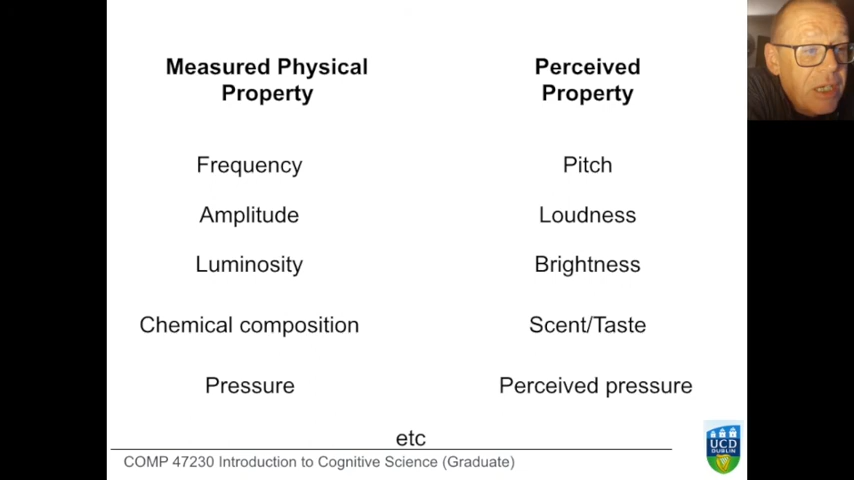 Measured Physical
Property
Perceived
Property
Frequency
Pitch
Amplitude
Loudness
Luminosity
Brightness
Chemical composition
Scent/Taste
Pressure
Perceived pressure
etc
COMP 47230 Introduction to Cognitive Science (Graduate)
UCD
DUBLIN